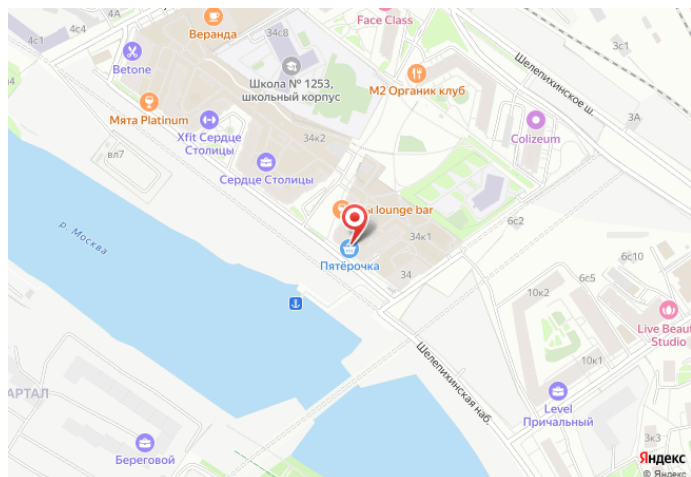 Face Class
Веранда
4А
4с1
4с2
34с8
3с1
Betone
Школа № 1253,
школьный корпус
М2 Органик клуб
Шелепихинское ш.
3А
Мята Platinum
Xfit Сердце
Столицы
34к2
Colizeum
вл7
Сердце Столицы
lounge bar
6с2
р. Москва
34к1
Пятёрочка
34
6с10
6с5
10к2
Live Beaut
Studio
Шелепихинская наб.
10к1
АРТАЛ
Level
Причальный
Береговой
3к3
Яндекс
© Яндекс